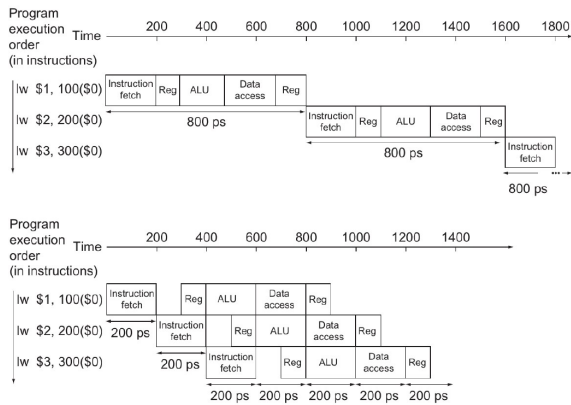 Program
execution
order
(in instructions)
Time
200 400 600 800 1000 1200 1400 1600 1800
lw $1, 100($0)
Instruction fetch Reg ALU Data access Reg
lw $2, 200($0)
800 ps
Instruction fetch Reg ALU Data access Reg
lw $3, 300($0)
800 ps
Instruction fetch
...
800 ps
Program
execution
order
(in instructions)
Time
200 400 600 800 1000 1200 1400
lw $1, 100($0)
Instruction fetch Reg ALU Data access Reg
lw $2, 200($0)
200 ps
Instruction fetch Reg ALU Data access Reg
lw $3, 300($0)
200 ps
Instruction fetch Reg ALU Data access Reg
200 ps 200 ps 200 ps 200 ps 200 ps